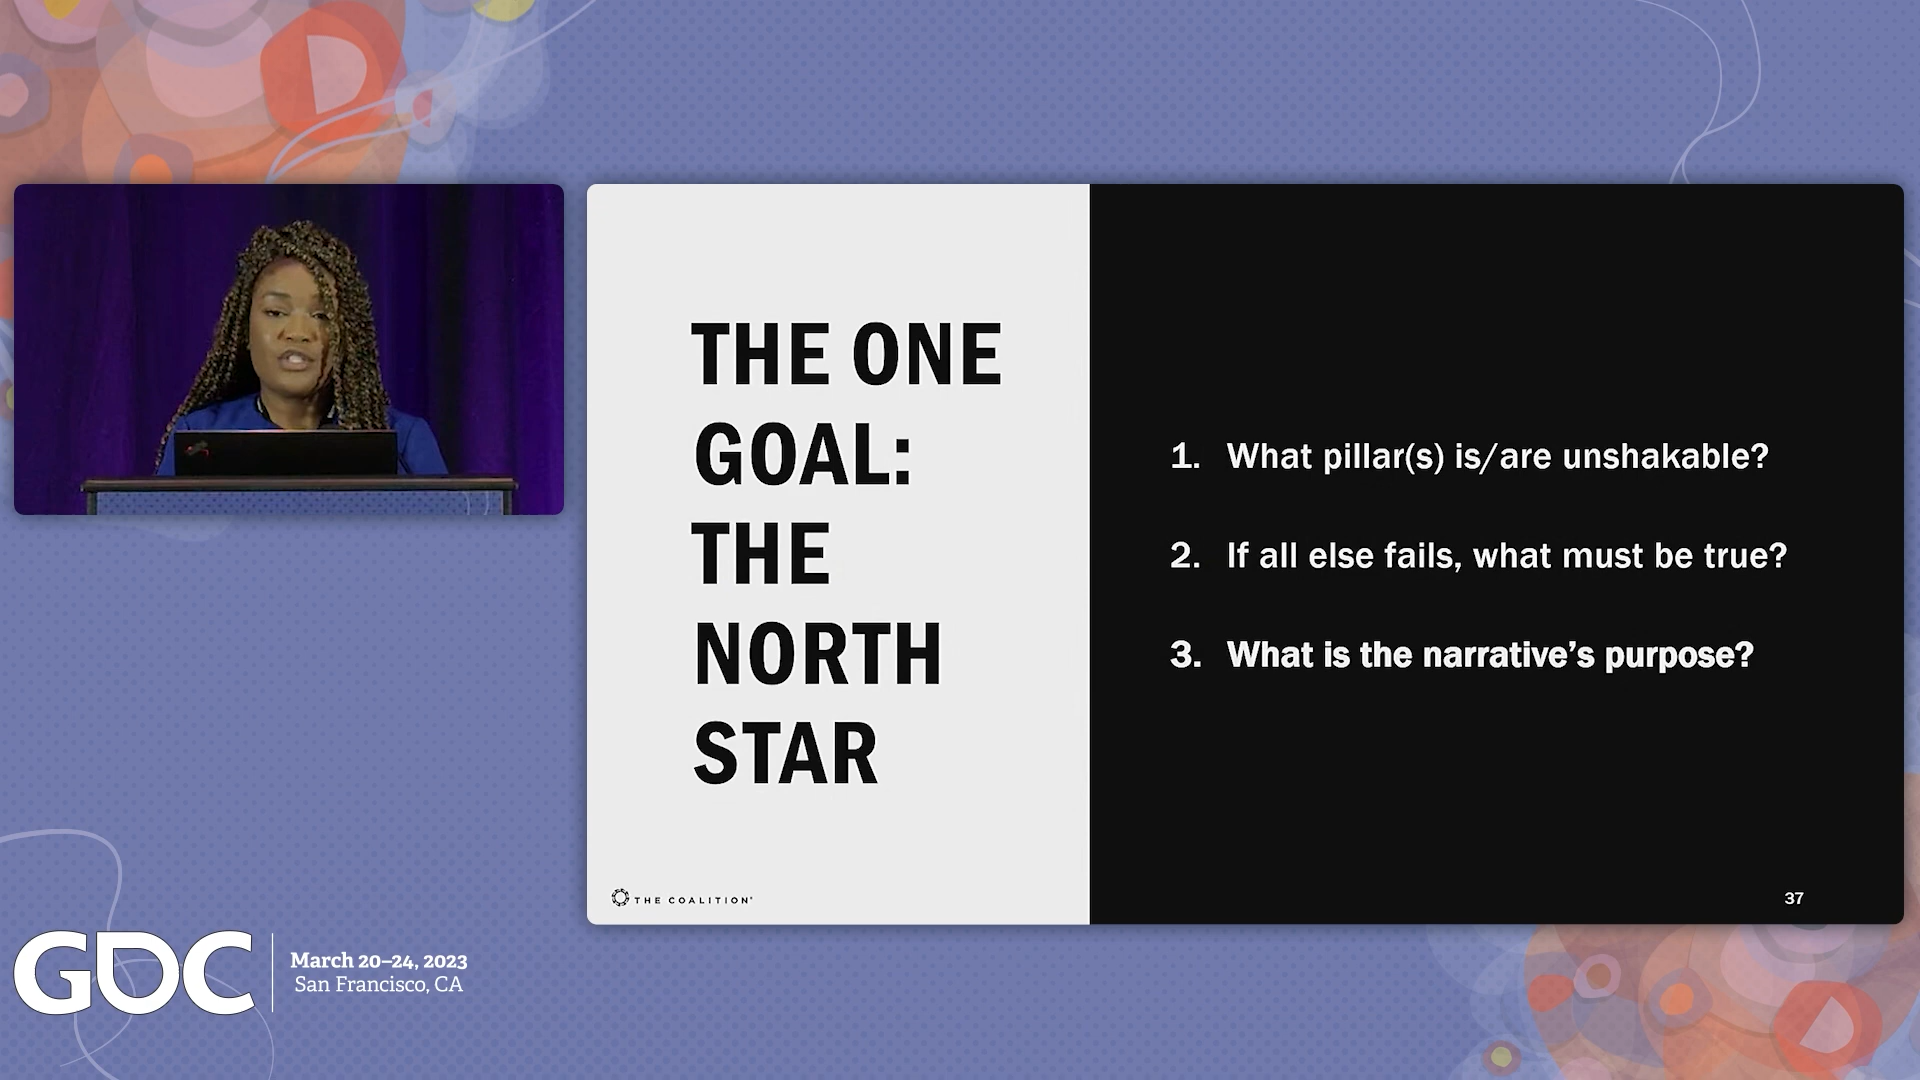 THE ONE
GOAL:
THE
NORTH
STAR
1. What pillar(s) is/are unshakable?
2. If all else fails, what must be true?
3. What is the narrative’s purpose?
THE COALITION
37
GDC
March 20–24, 2023
San Francisco, CA